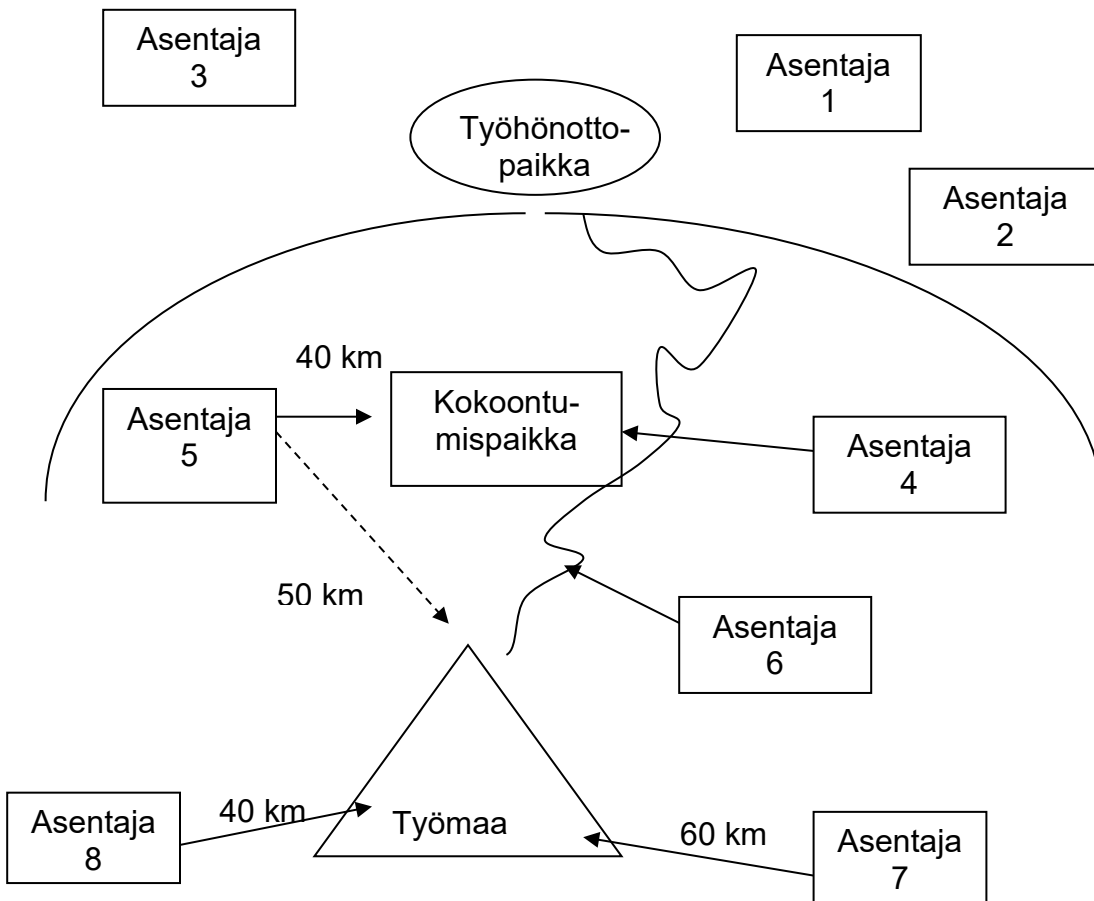 Asentaja
3
Asentaja
1
Työhönotto-
paikka
Asentaja
2
40 km
Asentaja
5
Kokoontu-
mispaikka
Asentaja
4
50 km
Asentaja
6
Asentaja
8
40 km
Työmaa
60 km
Asentaja
7